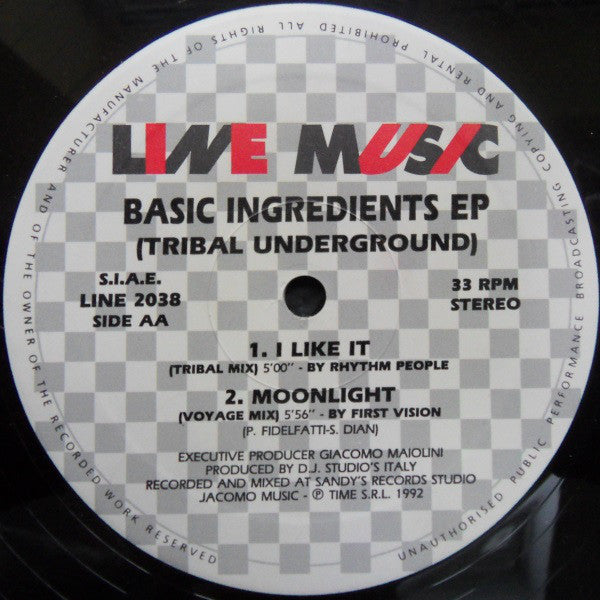 LINE MUSIC
BASIC INGREDIENTS EP
(TRIBAL UNDERGROUND)
S.I.A.E.
LINE 2038
SIDE AA
33 RPM
STEREO
1. I LIKE IT
(TRIBAL MIX) 5'00" - BY RHYTHM PEOPLE
2. MOONLIGHT
(VOYAGE MIX) 5'56" - BY FIRST VISION
(P. FIDELFATTI-S. DIAN)
EXECUTIVE PRODUCER GIACOMO MAIOLINI
PRODUCED BY D.J. STUDIO'S ITALY
RECORDED AND MIXED AT SANDY'S RECORDS STUDIO
JACOMO MUSIC - ℗ TIME S.R.L. 1992
ALL RIGHTS OF THE MANUFACTURER AND OF THE OWNER OF THE RECORDED WORK RESERVED
UNAUTHORISED PUBLIC PERFORMANCE BROADCASTING COPYING AND RENTAL PROHIBITED